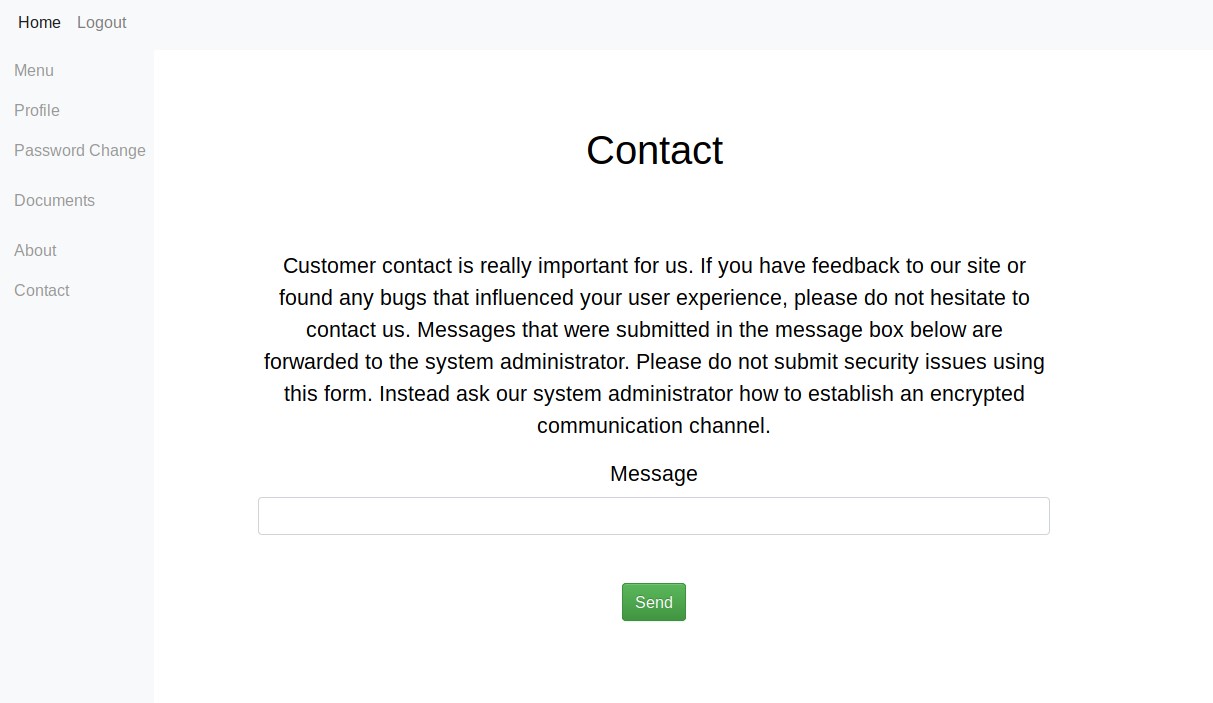 Home Logout
Menu
Profile
Password Change
Documents
About
Contact
Contact
Customer contact is really important for us. If you have feedback to our site or
found any bugs that influenced your user experience, please do not hesitate to
contact us. Messages that were submitted in the message box below are
forwarded to the system administrator. Please do not submit security issues using
this form. Instead ask our system administrator how to establish an encrypted
communication channel.
Message
Send